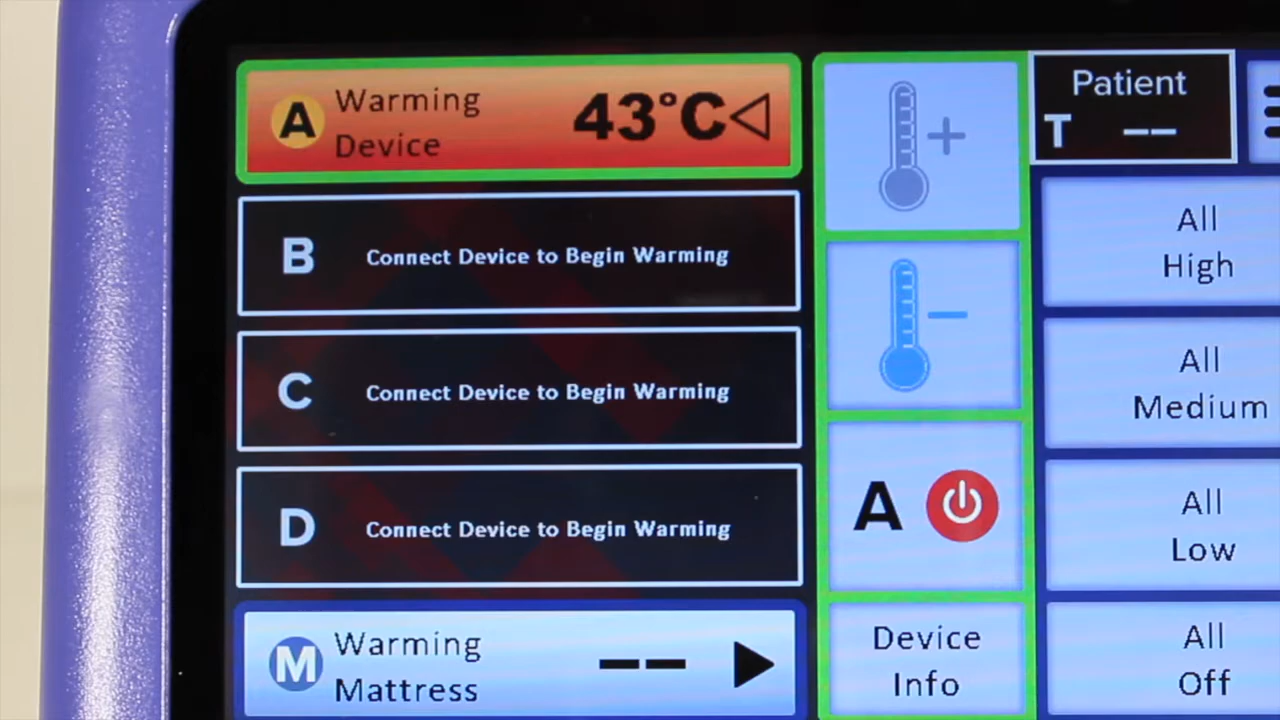 A Warming Device 43°C
B Connect Device to Begin Warming
C Connect Device to Begin Warming
D Connect Device to Begin Warming
M Warming Mattress --
+
-
A
Device
Info
Patient
T --
All
High
All
Medium
All
Low
All
Off